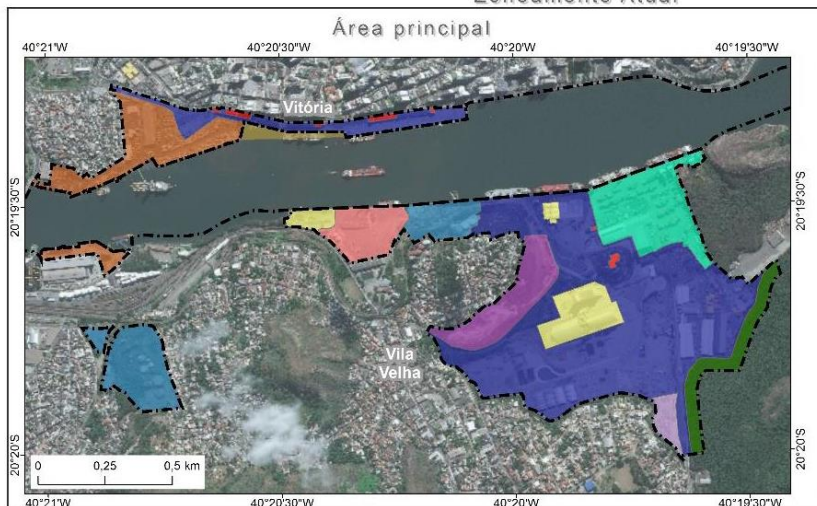 Zoneamento Atual
Área principal
40°21'W 40°20'30"W 40°20'W 40°19'30"W
Vitória
20°19'30"S 20°19'30"S
Vila
Velha
20°20'S 20°20'S
0 0,25 0,5 km
40°21'W 40°20'30"W 40°20'W 40°19'30"W